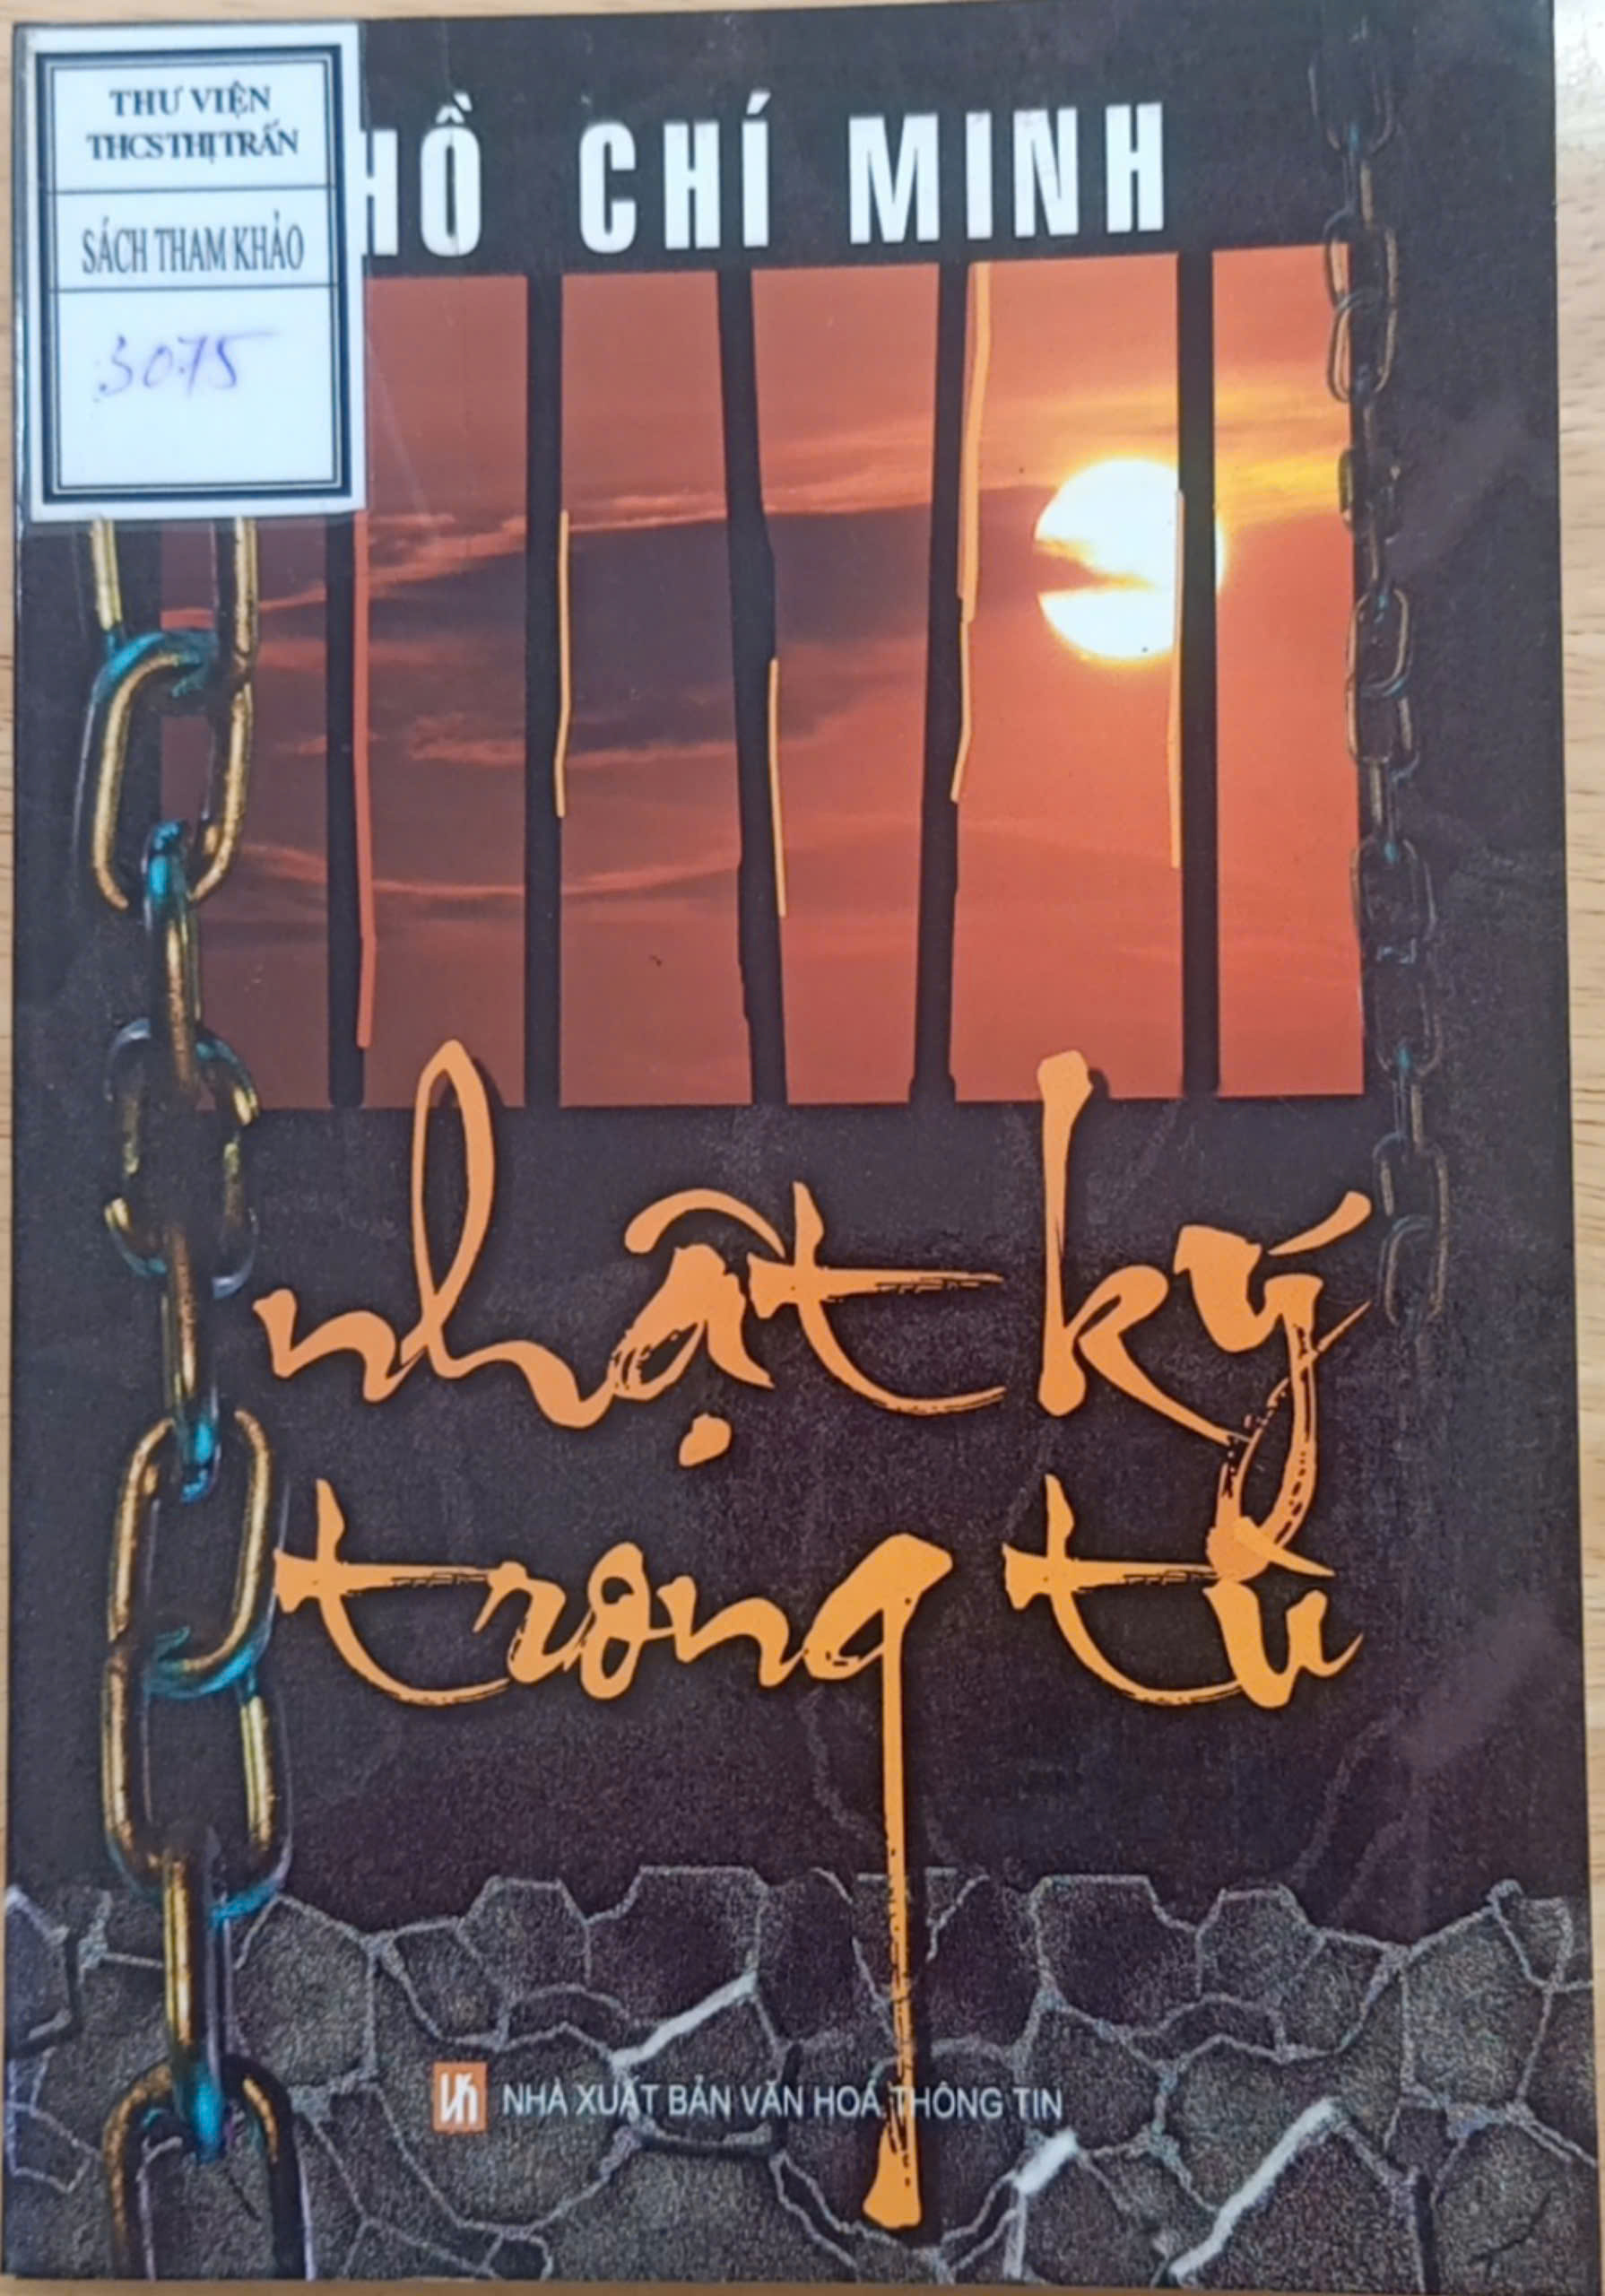 THƯ VIỆN
THCS THỊ TRẤN
SÁCH THAM KHẢO
3075
HỒ CHÍ MINH
nhật ký
trong tù
NHÀ XUẤT BẢN VĂN HOÁ THÔNG TIN